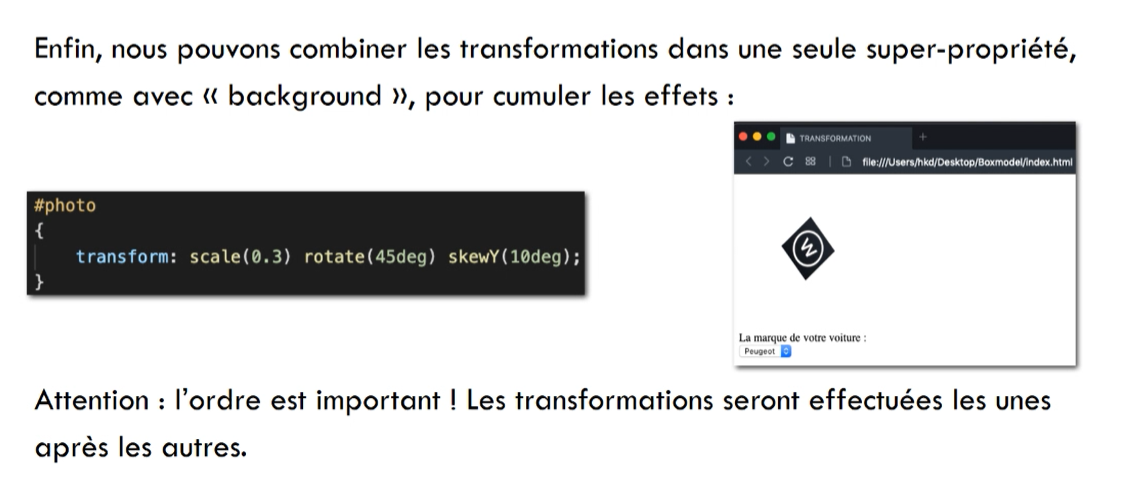 Enfin, nous pouvons combiner les transformations dans une seule super-propriété,
comme avec « background », pour cumuler les effets :
TRANSFORMATION
file:///Users/hkd/Desktop/Boxmodel/index.html
#photo
{
transform: scale(0.3) rotate(45deg) skewY(10deg);
}
W
La marque de votre voiture :
Peugeot
Attention : l’ordre est important ! Les transformations seront effectuées les unes
après les autres.